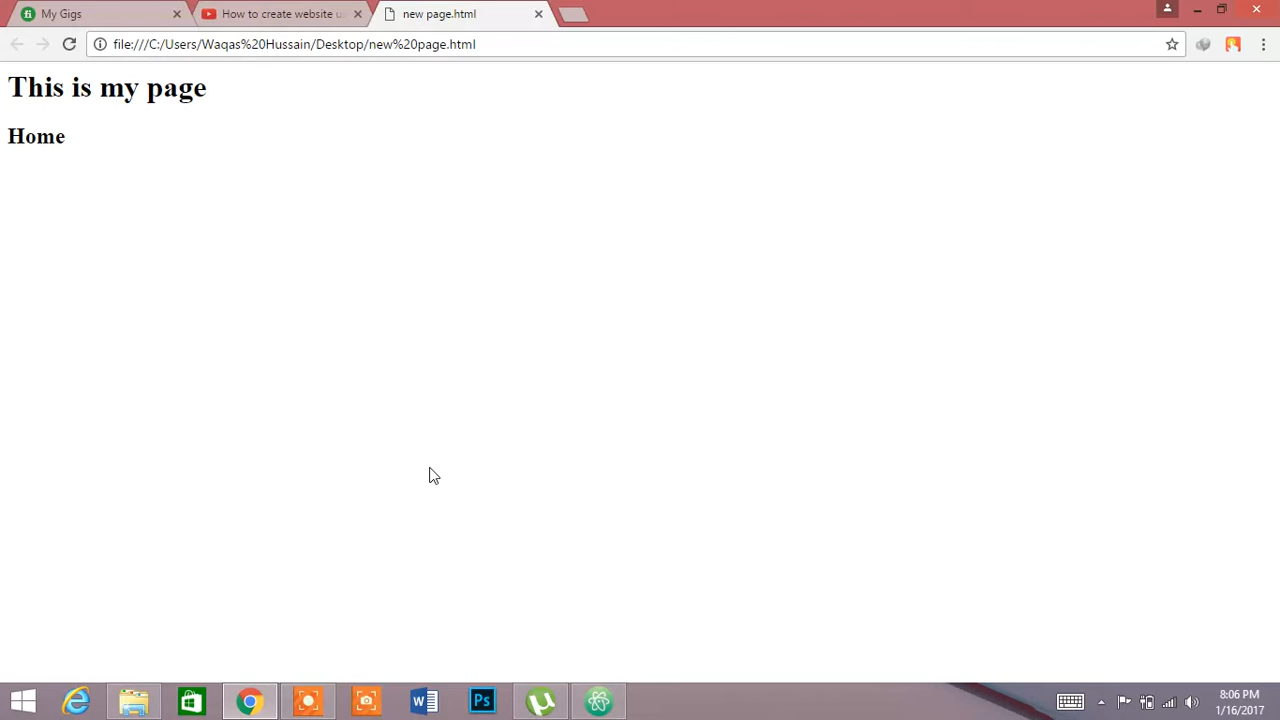 My Gigs
How to create website u
new page.html
file:///C:/Users/Waqas%20Hussain/Desktop/new%20page.html
This is my page
Home
Ps
8:06 PM
1/16/2017